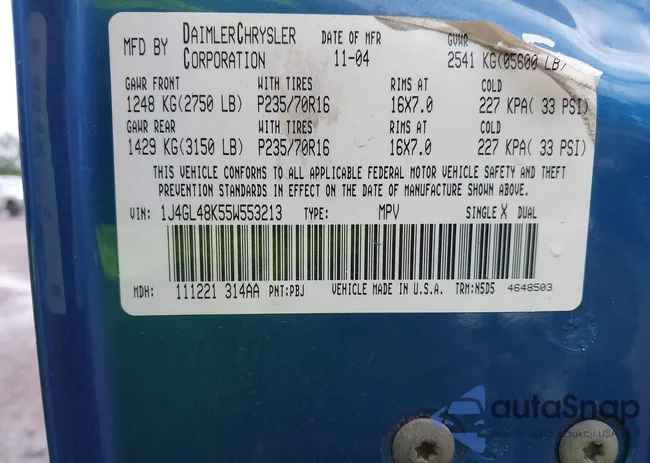 MFD BY DAIMLERCHRYSLER CORPORATION DATE OF MFR 11-04 GVWR 2541 KG(05600 LB)
GAWR FRONT WITH TIRES RIMS AT COLD
1248 KG(2750 LB) P235/70R16 16X7.0 227 KPA( 33 PSI)
GAWR REAR WITH TIRES RIMS AT COLD
1429 KG(3150 LB) P235/70R16 16X7.0 227 KPA( 33 PSI)
THIS VEHICLE CONFORMS TO ALL APPLICABLE FEDERAL MOTOR VEHICLE SAFETY AND THEFT
PREVENTION STANDARDS IN EFFECT ON THE DATE OF MANUFACTURE SHOWN ABOVE.
VIN: 1J4GL48K55W553213 TYPE: MPV SINGLE X DUAL
MDH: 111221 314AA PNT:PBJ VEHICLE MADE IN U.S.A. TRM:N5D5 4648503
autaSnap